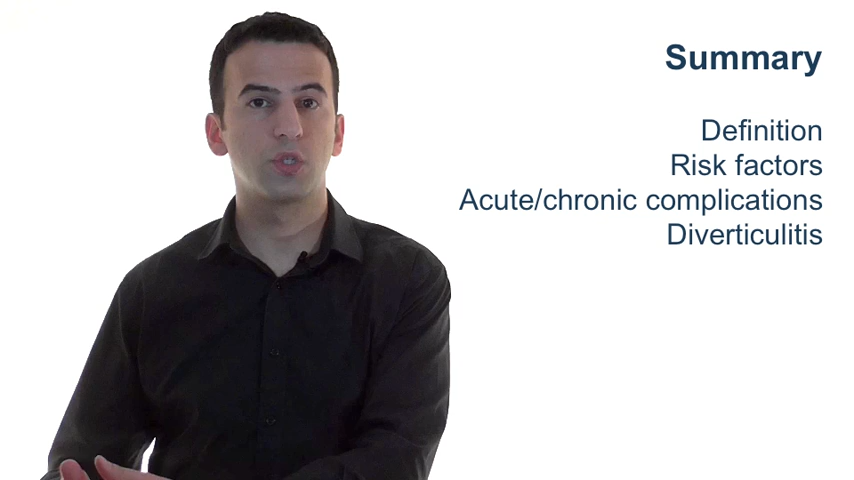 Summary
Definition
Risk factors
Acute/chronic complications
Diverticulitis